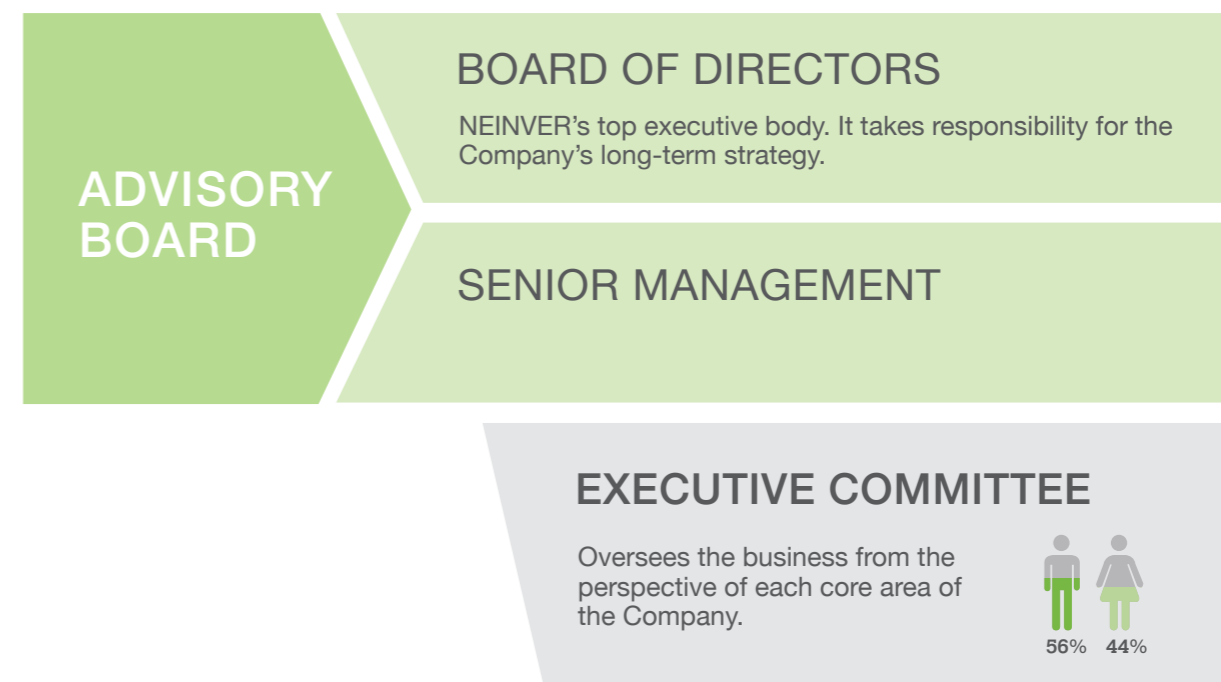 ADVISORY
BOARD
BOARD OF DIRECTORS
NEINVER’s top executive body. It takes responsibility for the
Company’s long-term strategy.
SENIOR MANAGEMENT
EXECUTIVE COMMITTEE
Oversees the business from the
perspective of each core area of
the Company.
56% 44%